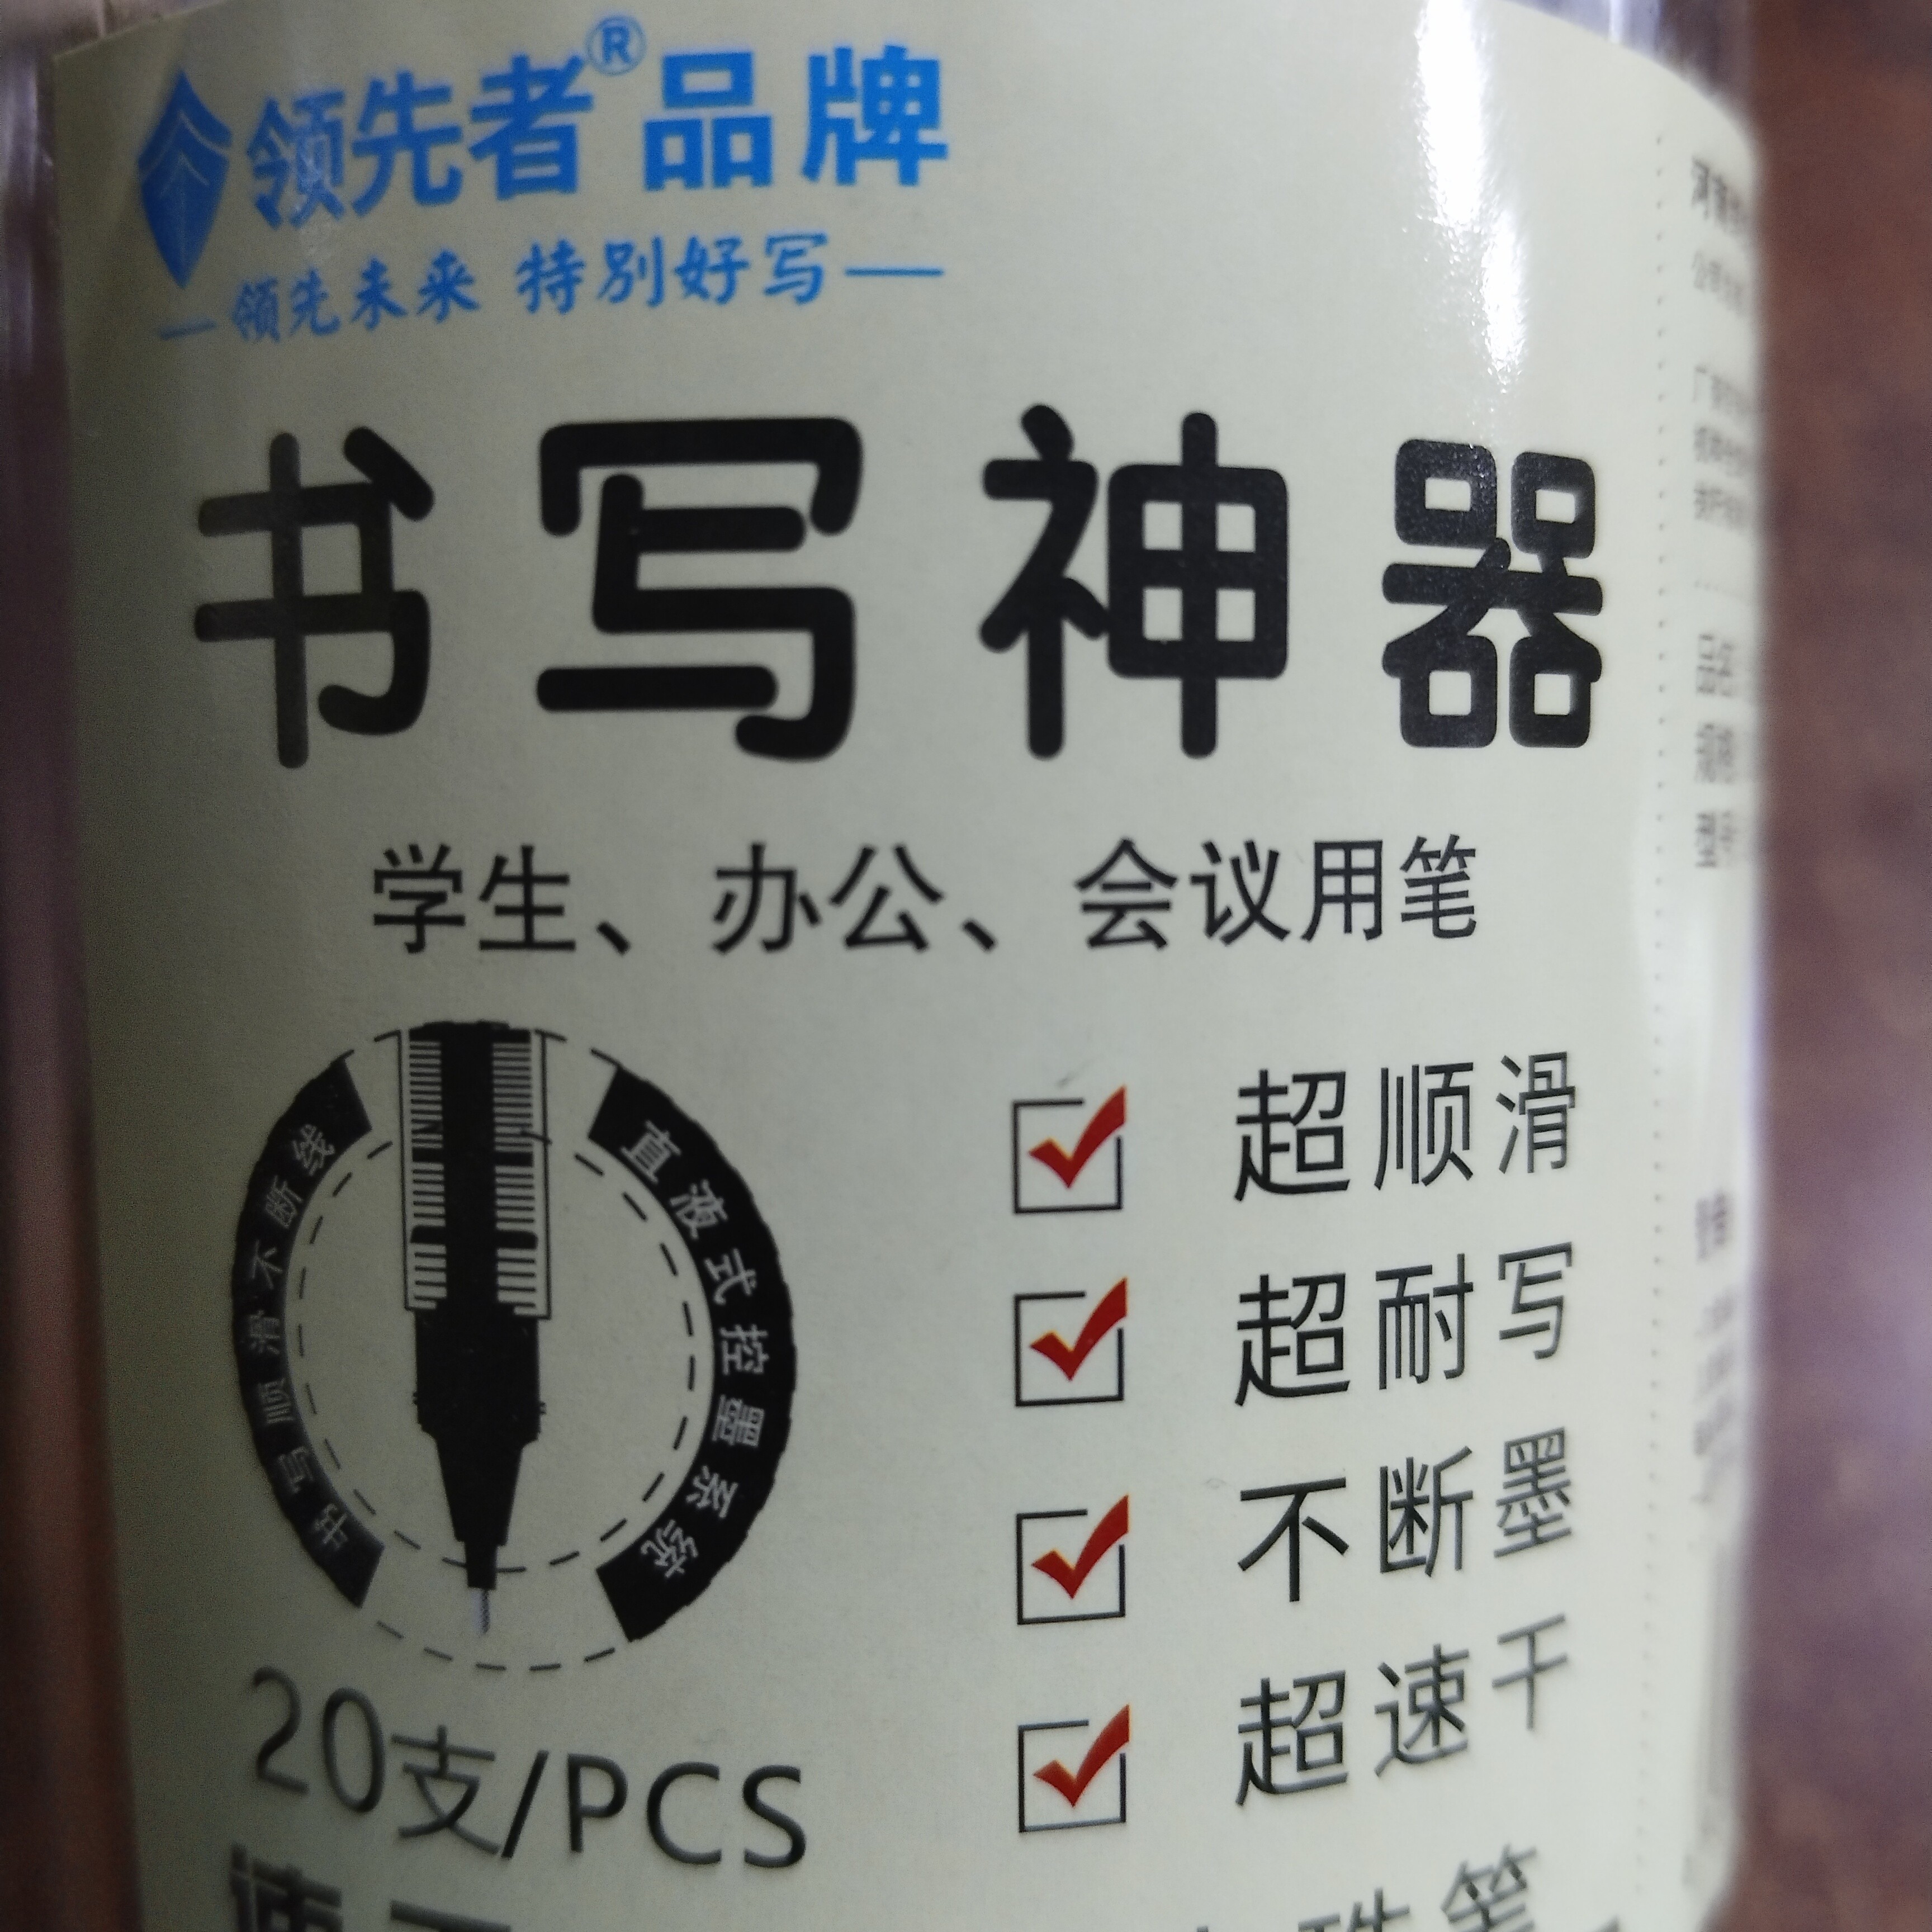 领先者®品牌
领先未来 特别好写
书写神器
学生、办公、会议用笔
书写顺滑不断线
直液式控墨系统
超顺滑
超耐写
不断墨
超速干
20支/PCS